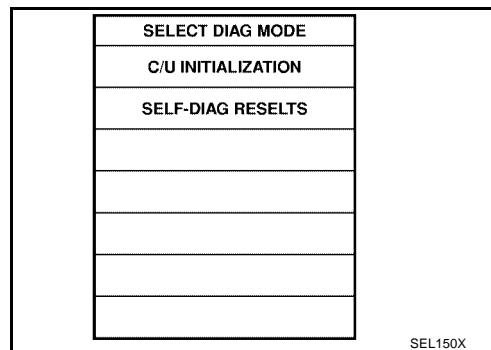 SELECT DIAG MODE
C/U INITIALIZATION
SELF-DIAG RESELTS
SEL150X